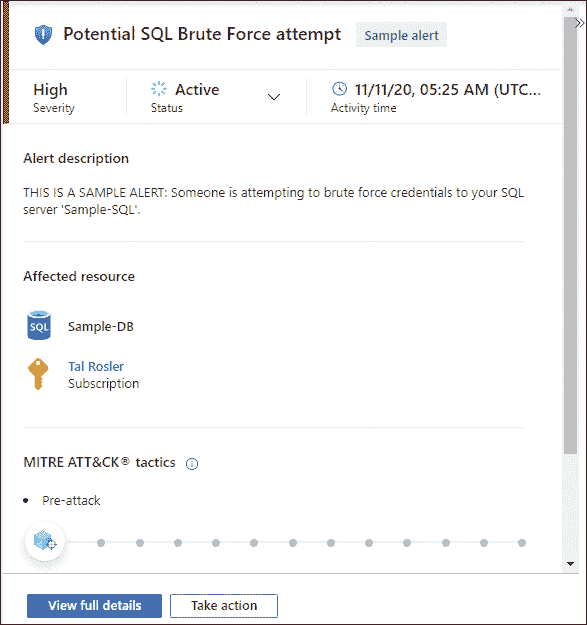 Potential SQL Brute Force attempt
Sample alert
High
Severity
Active
Status
11/11/20, 05:25 AM (UTC...
Activity time
Alert description
THIS IS A SAMPLE ALERT: Someone is attempting to brute force credentials to your SQL
server 'Sample-SQL'.
Affected resource
SQL
Sample-DB
Tal Rosler
Subscription
MITRE ATT&CK® tactics
Pre-attack
View full details
Take action